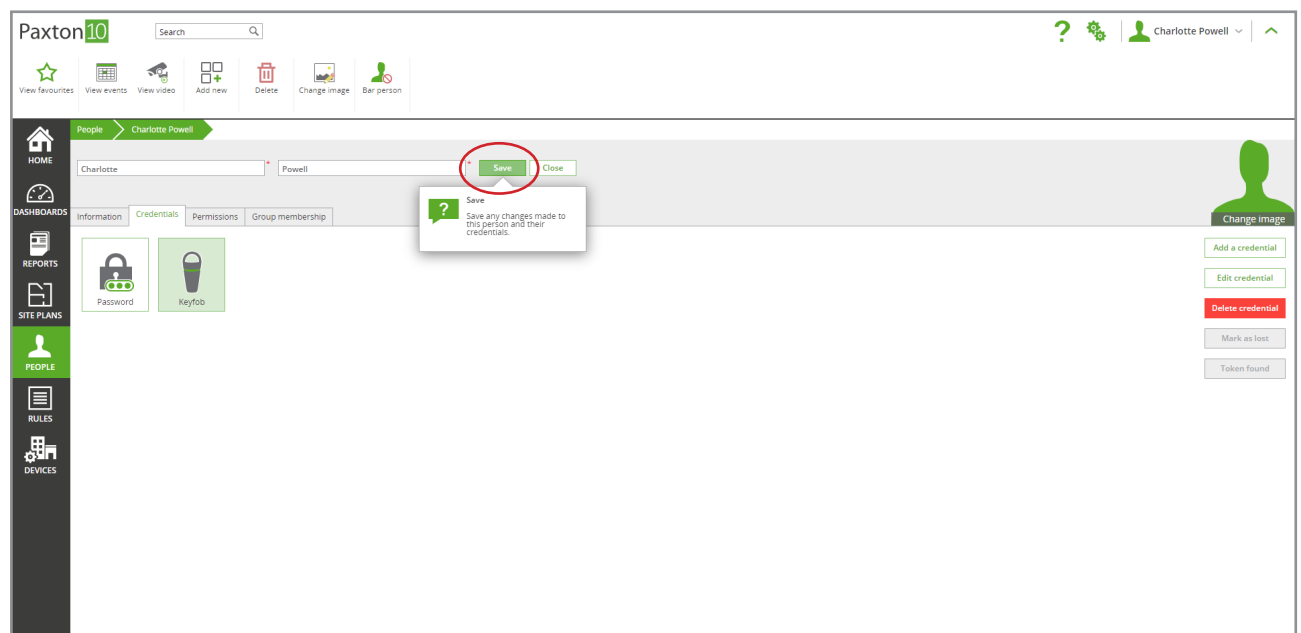 Paxton10
Search
?
Charlotte Powell
View favourites
View events
View video
Add new
Delete
Change image
Bar person
HOME
DASHBOARDS
REPORTS
SITE PLANS
PEOPLE
RULES
DEVICES
People
Charlotte Powell
Charlotte
*
Powell
*
Save
Close
?
Save
Save any changes made to
this person and their
credentials.
Information
Credentials
Permissions
Group membership
Change image
Password
Keyfob
Add a credential
Edit credential
Delete credential
Mark as lost
Token found